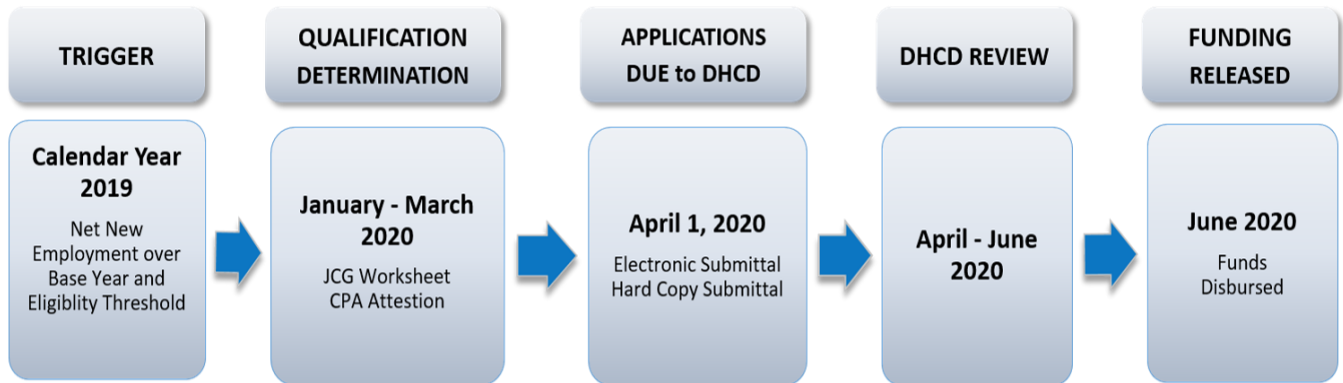 TRIGGER
Calendar Year
2019
Net New
Employment over
Base Year and
Eligiblity Threshold
QUALIFICATION
DETERMINATION
January - March
2020
JCG Worksheet
CPA Attestion
APPLICATIONS
DUE to DHCD
April 1, 2020
Electronic Submittal
Hard Copy Submittal
DHCD REVIEW
April - June
2020
FUNDING
RELEASED
June 2020
Funds
Disbursed